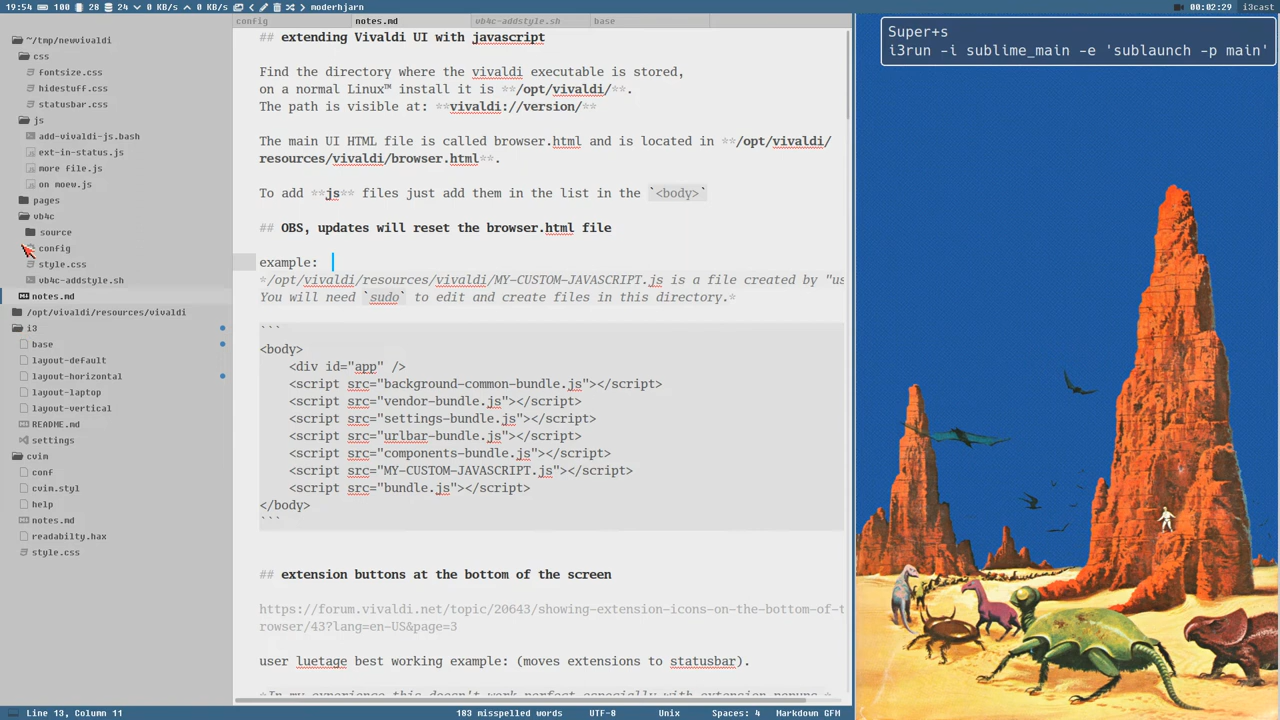 19:54 100 28 24 0 KB/s 0 KB/s moderhjarn 00:02:29 i3cast
config notes.md vb4c-addstyle.sh base
~/tmp/newvivaldi
css
fontsize.css
hidestuff.css
statusbar.css
js
add-vivaldi-js.bash
ext-in-status.js
more file.js
on moew.js
pages
vb4c
source
config
style.css
vb4c-addstyle.sh
notes.md
/opt/vivaldi/resources/vivaldi
i3
base
layout-default
layout-horizontal
layout-laptop
layout-vertical
README.md
settings
cvim
conf
cvim.styl
help
notes.md
readabilty.hax
style.css
## extending Vivaldi UI with javascript
Find the directory where the vivaldi executable is stored,
on a normal Linux™ install it is **/opt/vivaldi/**.
The path is visible at: **vivaldi://version/**
The main UI HTML file is called browser.html and is located in **/opt/vivaldi/
resources/vivaldi/browser.html**.
To add **js** files just add them in the list in the `<body>`
## OBS, updates will reset the browser.html file
example:
*/opt/vivaldi/resources/vivaldi/MY-CUSTOM-JAVASCRIPT.js is a file created by "us
You will need `sudo` to edit and create files in this directory.*
```
<body>
<div id="app" />
<script src="background-common-bundle.js"></script>
<script src="vendor-bundle.js"></script>
<script src="settings-bundle.js"></script>
<script src="urlbar-bundle.js"></script>
<script src="components-bundle.js"></script>
<script src="MY-CUSTOM-JAVASCRIPT.js"></script>
<script src="bundle.js"></script>
</body>
```
## extension buttons at the bottom of the screen
https://forum.vivaldi.net/topic/20643/showing-extension-icons-on-the-bottom-of-t
rowser/43?lang=en-US&page=3
user luetage best working example: (moves extensions to statusbar).
*In my experience this doesn't work perfect especially with extension popups.*
Super+s
i3run -i sublime_main -e 'sublaunch -p main'
Line 13, Column 11 183 misspelled words UTF-8 Unix Spaces: 4 Markdown GFM